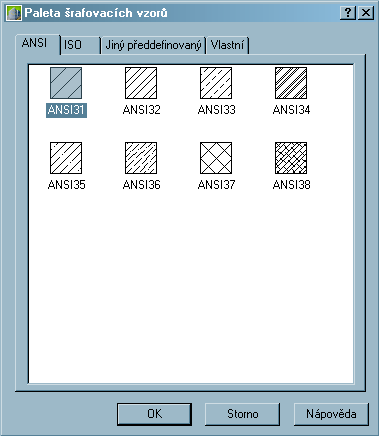 Paleta šrafovacích vzorů
ANSI ISO Jiný předdefinovaný Vlastní
ANSI31 ANSI32 ANSI33 ANSI34
ANSI35 ANSI36 ANSI37 ANSI38
OK Storno Nápověda